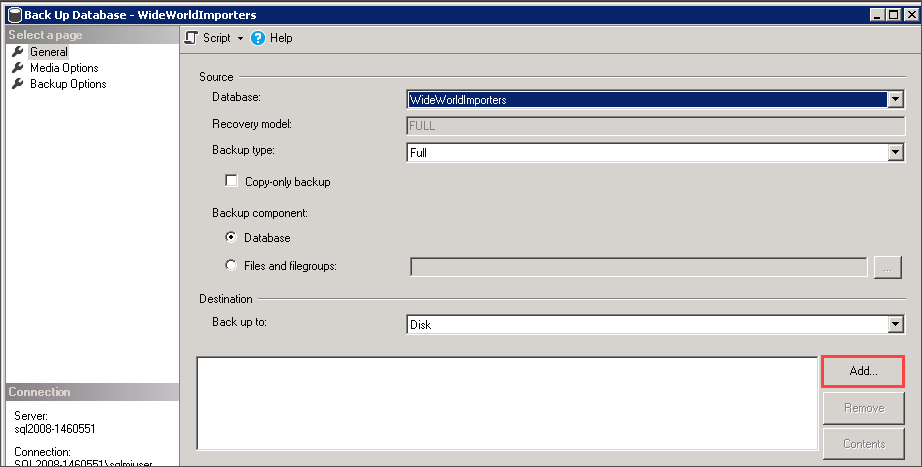 Back Up Database - WideWorldImporters
Select a page
General
Media Options
Backup Options
Script
Help
Source
Database:
WideWorldImporters
Recovery model:
FULL
Backup type:
Full
Copy-only backup
Backup component:
Database
Files and filegroups:
...
Destination
Back up to:
Disk
Add...
Remove
Contents
Connection
Server:
sql2008-1460551
Connection:
SQL2008-1460551\sqlmiuser